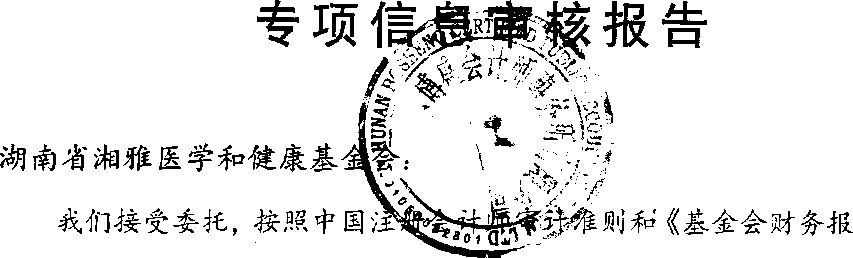 专项信息审核报告
湖南省湘雅医学和健康基金会:
我们接受委托，按照中国注册会计师审计准则和《基金会财务报